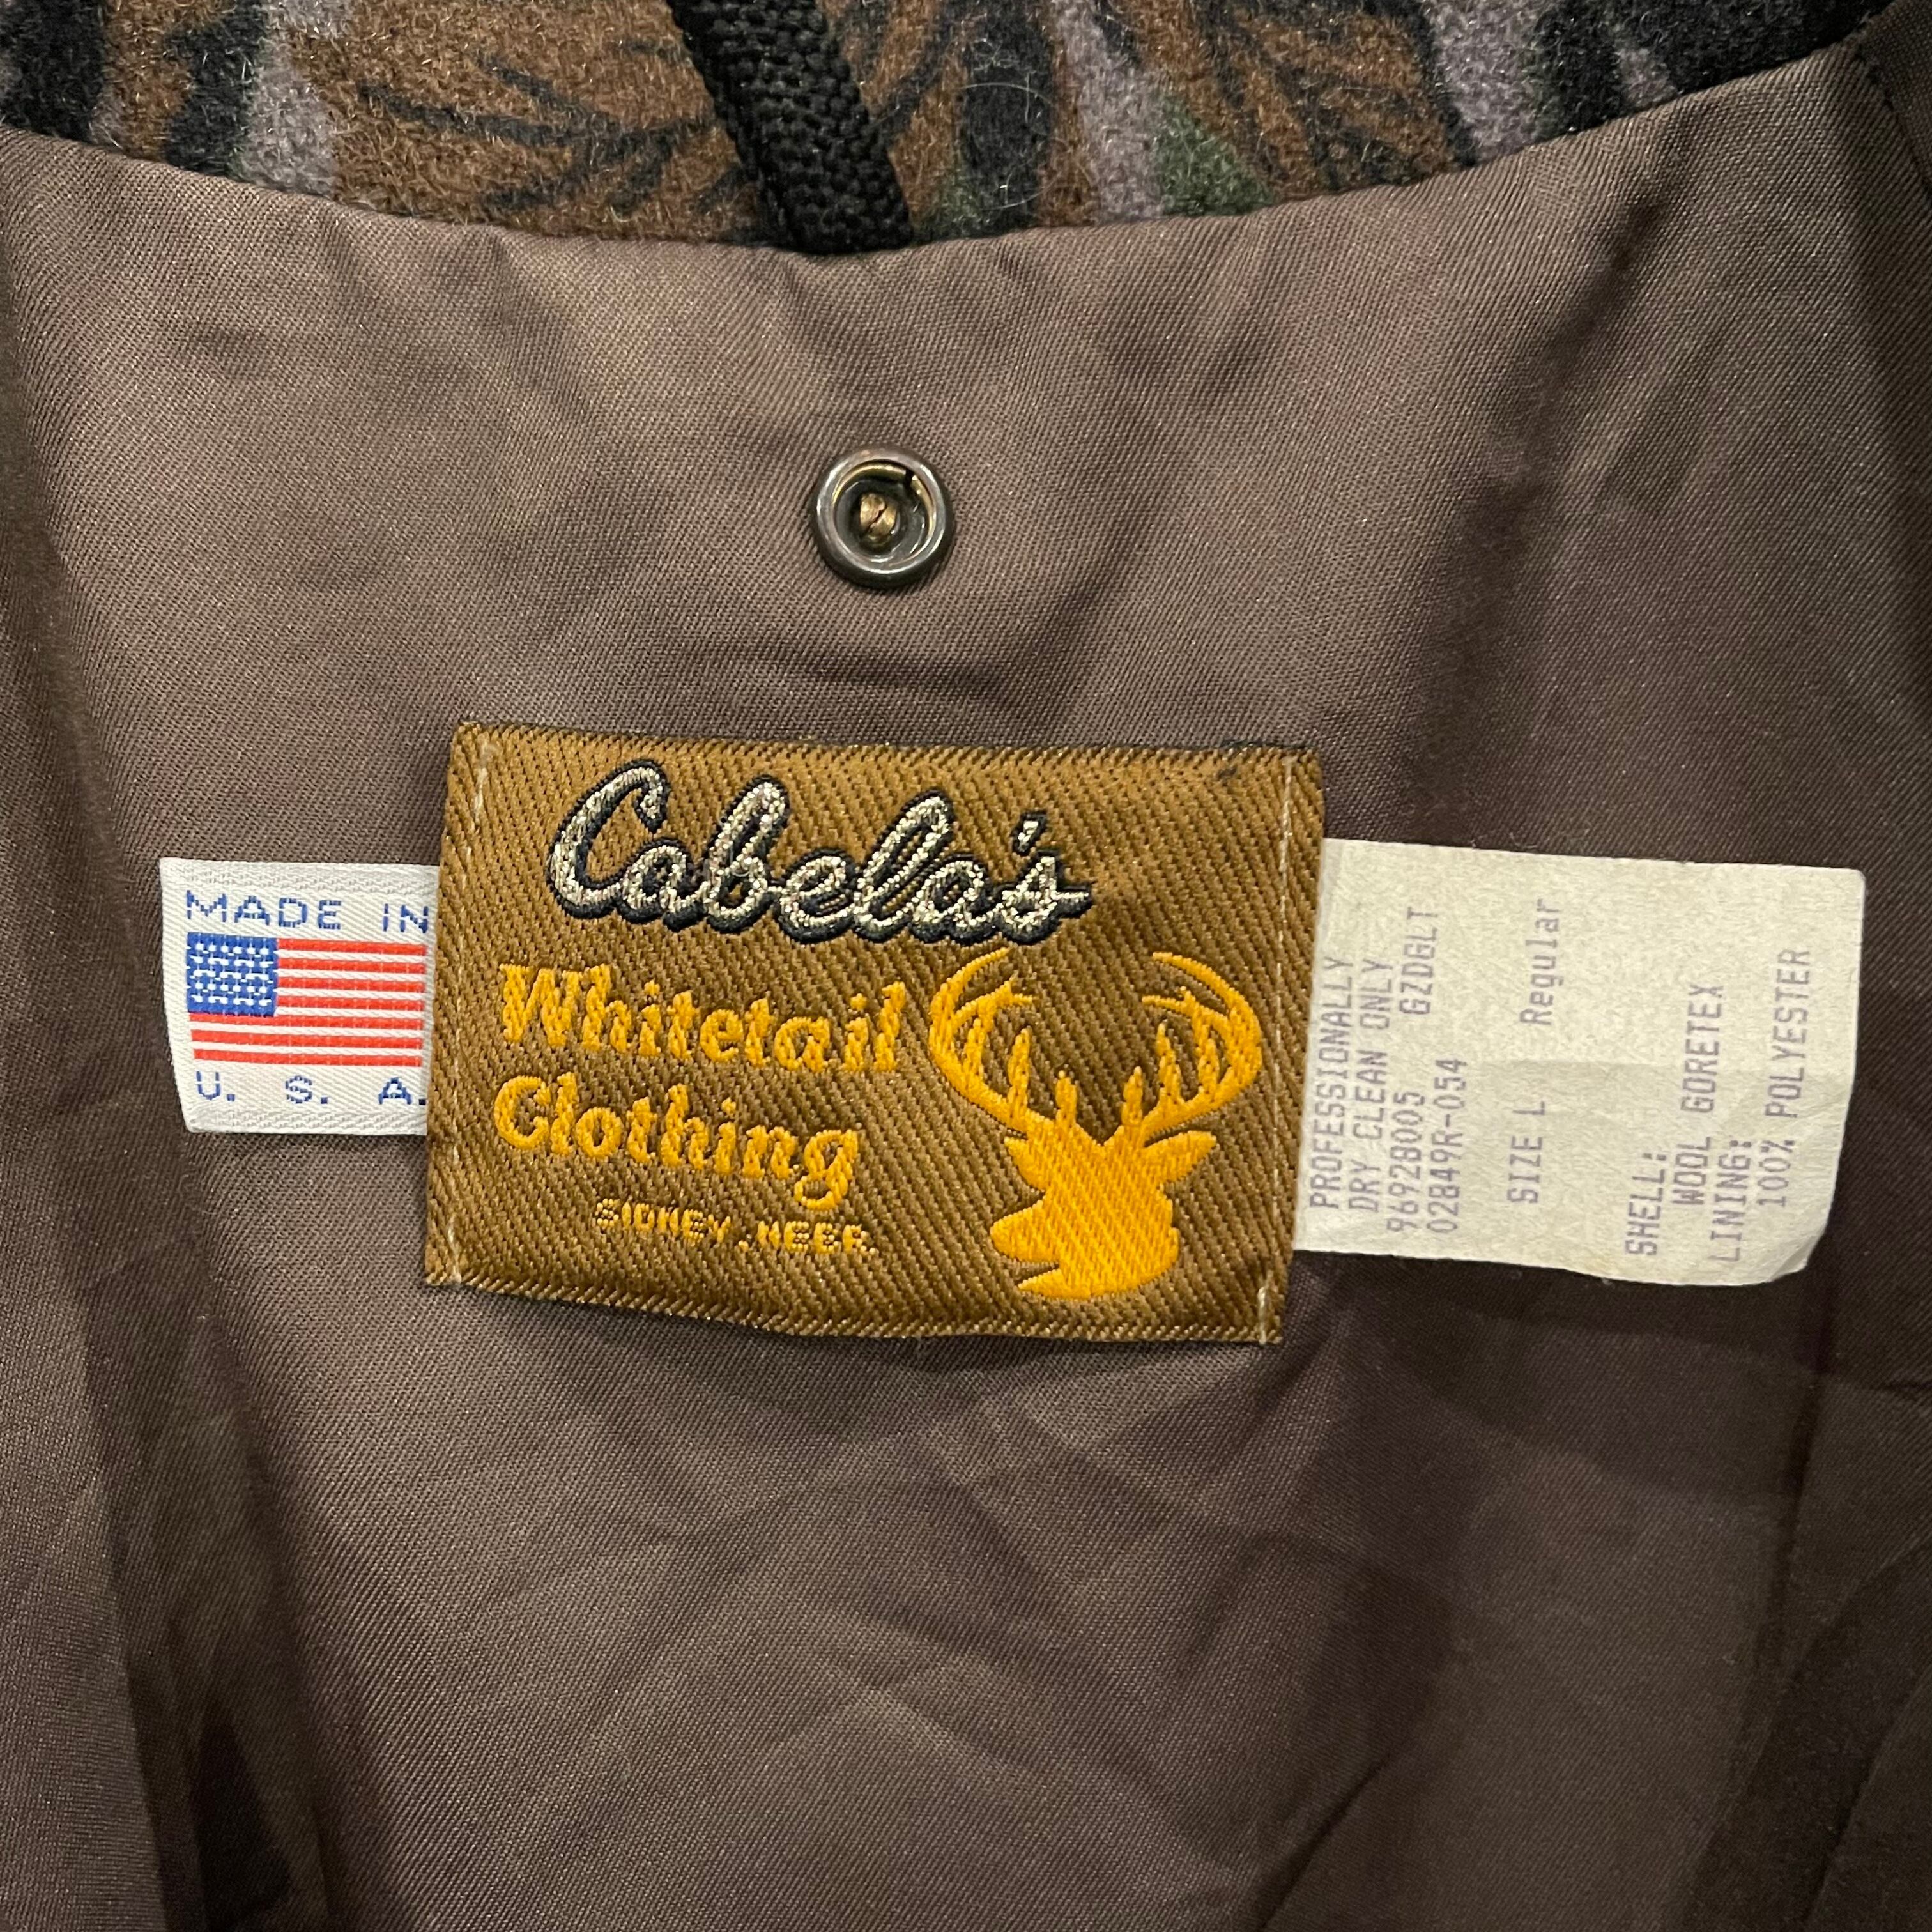 MADE IN
U. S. A.
Cabela's
Whitetail
Clothing
SIDNEY, NEBR.
PROFESSIONALLY
DRY CLEAN ONLY
96928005 GZDGLT
02849R-054
SIZE L Regular
SHELL:
WOOL GORETEX
LINING:
100% POLYESTER